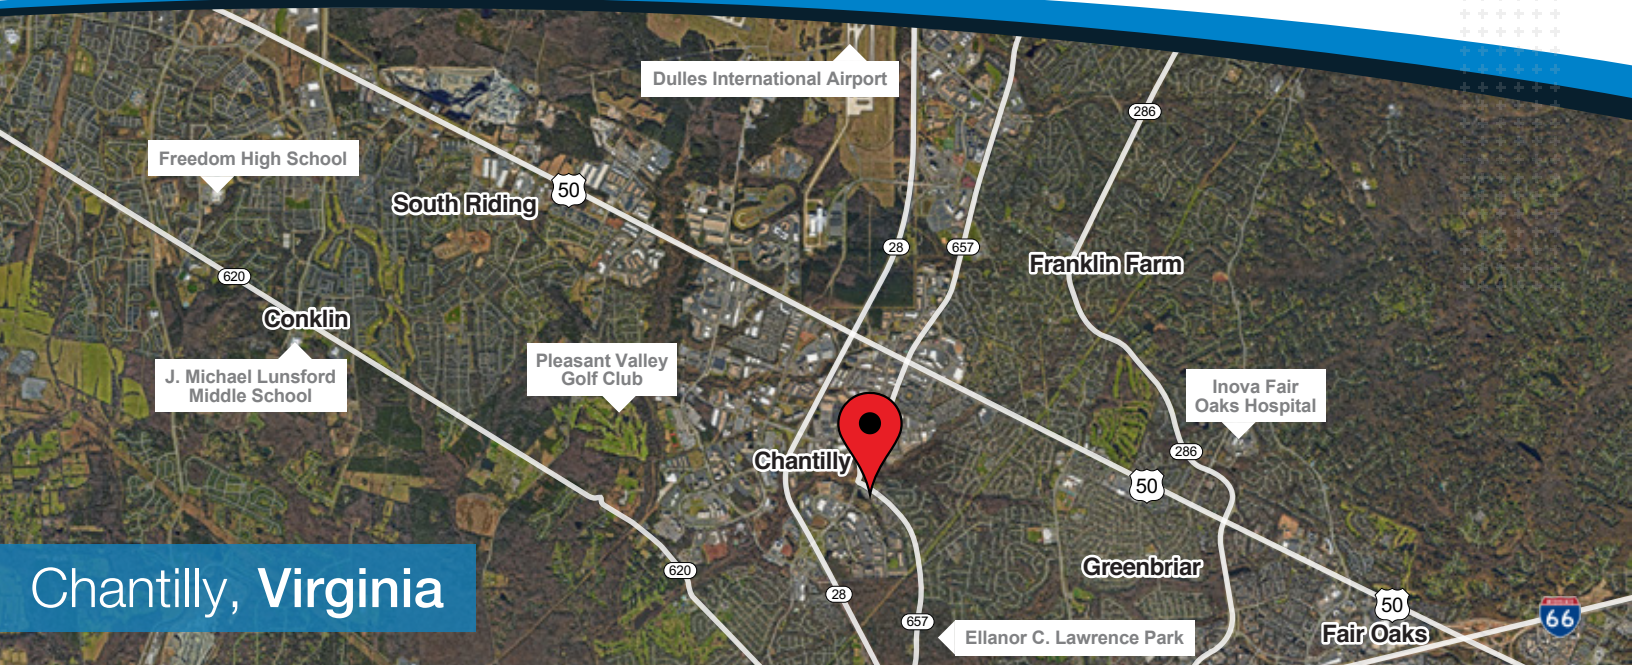 Dulles International Airport
286
Freedom High School
50
South Riding
28
657
Franklin Farm
620
Conklin
J. Michael Lunsford
Middle School
Pleasant Valley
Golf Club
Inova Fair
Oaks Hospital
Chantilly
286
50
Greenbriar
620
Chantilly, Virginia
28
657
Ellanor C. Lawrence Park
50
Fair Oaks
INTERSTATE
66